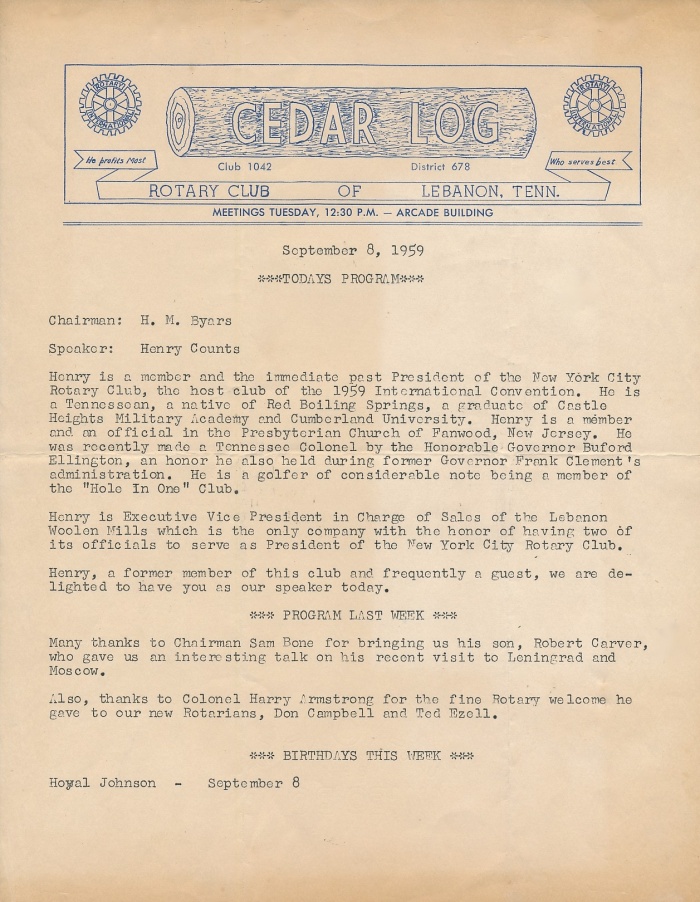 ROTARY INTERNATIONAL
ROTARY INTERNATIONAL
CEDAR LOG
He profits Most
Club 1042
District 678
Who serves best
ROTARY CLUB OF LEBANON, TENN.
MEETINGS TUESDAY, 12:30 P.M. — ARCADE BUILDING
September 8, 1959
***TODAYS PROGRAM***
Chairman: H. M. Byars
Speaker: Henry Counts
Henry is a member and the immediate past President of the New York City
Rotary Club, the host club of the 1959 International Convention. He is
a Tennessean, a native of Red Boiling Springs, a graduate of Castle
Heights Military Academy and Cumberland University. Henry is a member
and an official in the Presbyterian Church of Fanwood, New Jersey. He
was recently made a Tennessee Colonel by the Honorable Governor Buford
Ellington, an honor he also held during former Governor Frank Clement's
administration. He is a golfer of considerable note being a member of
the "Hole In One" Club.
Henry is Executive Vice President in Charge of Sales of the Lebanon
Woolen Mills which is the only company with the honor of having two of
its officials to serve as President of the New York City Rotary Club.
Henry, a former member of this club and frequently a guest, we are de-
lighted to have you as our speaker today.
*** PROGRAM LAST WEEK ***
Many thanks to Chairman Sam Bone for bringing us his son, Robert Carver,
who gave us an interesting talk on his recent visit to Leningrad and
Moscow.
Also, thanks to Colonel Harry Armstrong for the fine Rotary welcome he
gave to our new Rotarians, Don Campbell and Ted Ezell.
*** BIRTHDAYS THIS WEEK ***
Hoyal Johnson - September 8